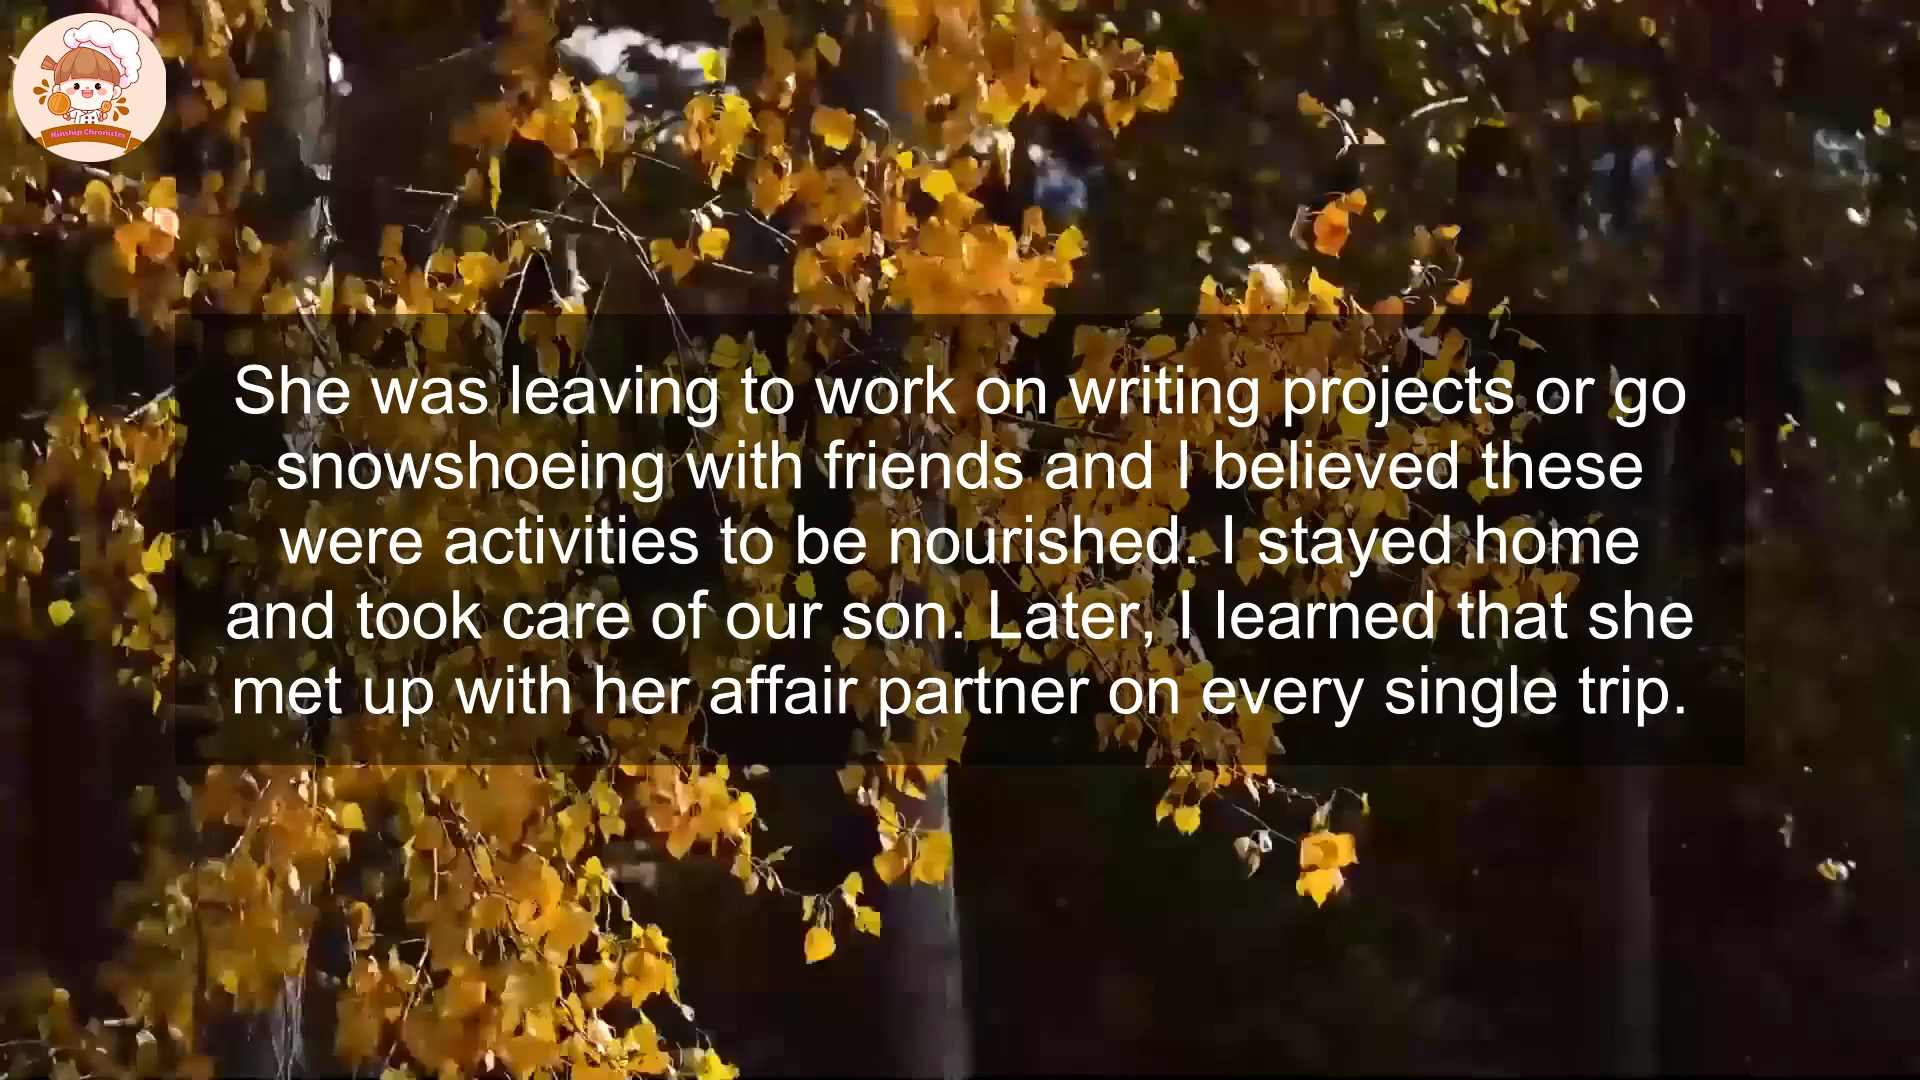 Kinship Chronicles
She was leaving to work on writing projects or go
snowshoeing with friends and I believed these
were activities to be nourished. I stayed home
and took care of our son. Later, I learned that she
met up with her affair partner on every single trip.